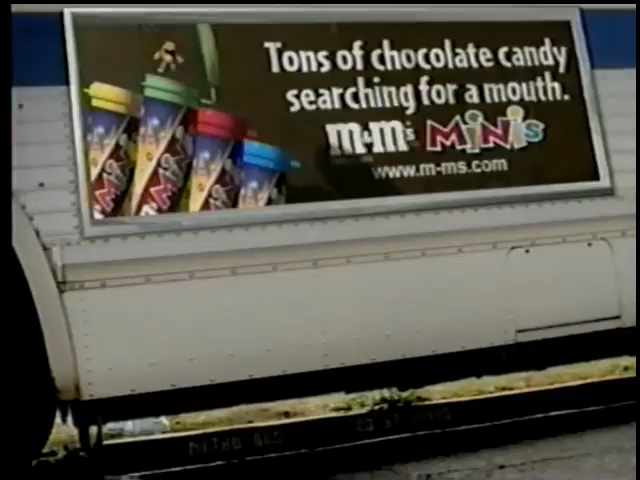 Tons of chocolate candy
searching for a mouth.
m&m's MINIS
www.m-ms.com